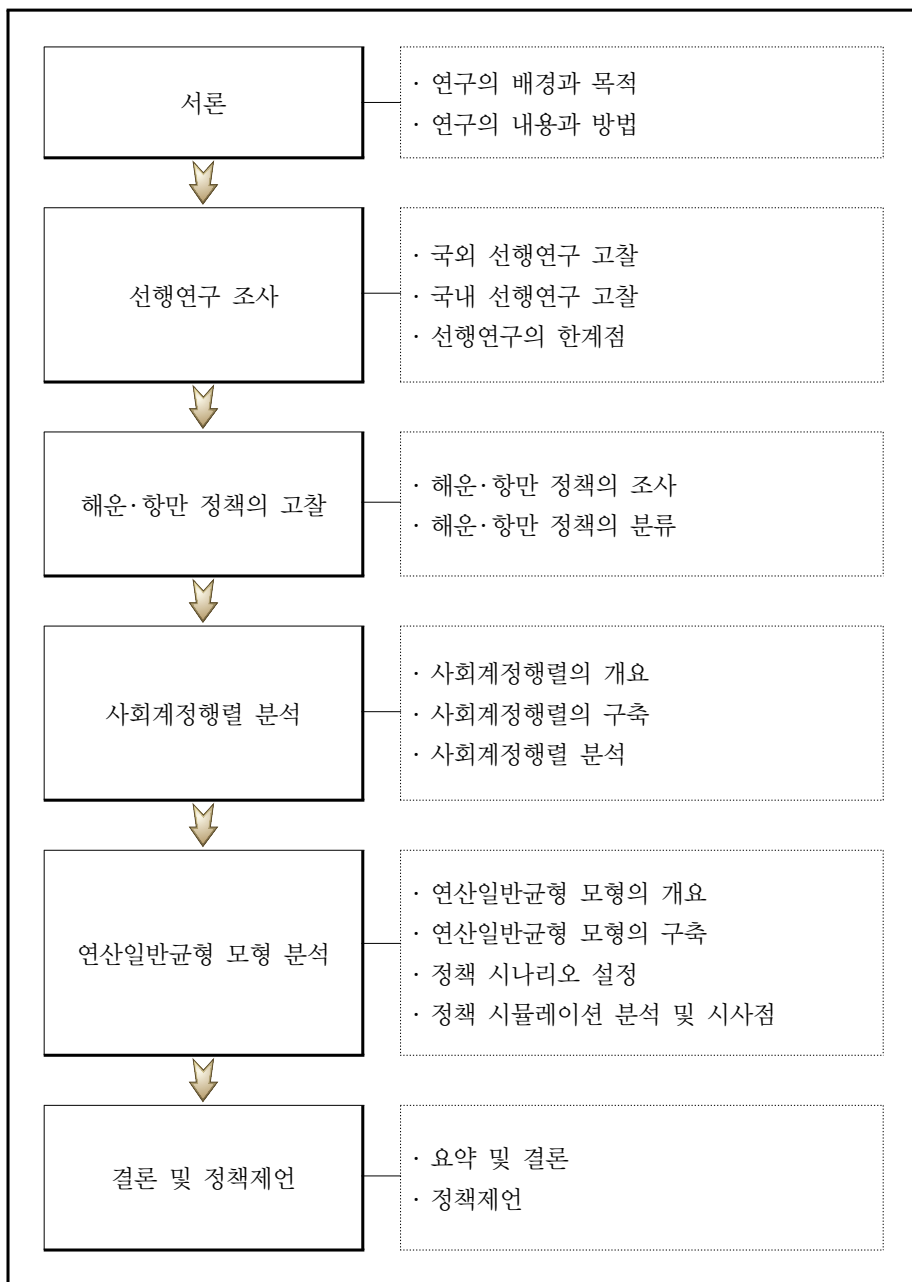 서론
· 연구의 배경과 목적
· 연구의 내용과 방법
선행연구 조사
· 국외 선행연구 고찰
· 국내 선행연구 고찰
· 선행연구의 한계점
해운·항만 정책의 고찰
· 해운·항만 정책의 조사
· 해운·항만 정책의 분류
사회계정행렬 분석
· 사회계정행렬의 개요
· 사회계정행렬의 구축
· 사회계정행렬 분석
연산일반균형 모형 분석
· 연산일반균형 모형의 개요
· 연산일반균형 모형의 구축
· 정책 시나리오 설정
· 정책 시뮬레이션 분석 및 시사점
결론 및 정책제언
· 요약 및 결론
· 정책제언